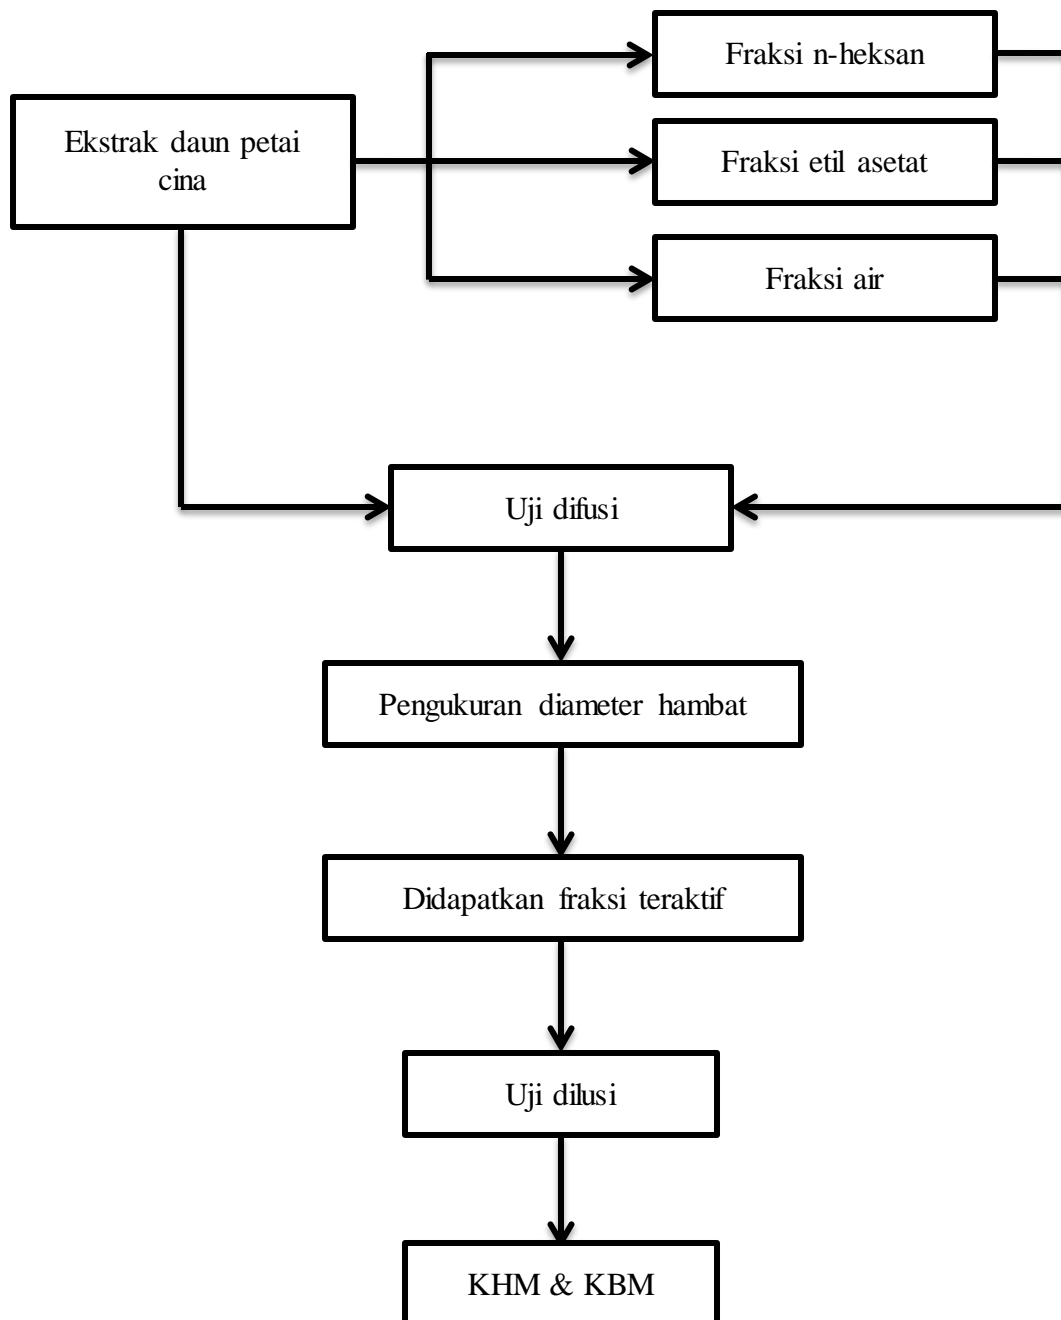 Fraksi n-heksan
Ekstrak daun petai
cina
Fraksi etil asetat
Fraksi air
Uji difusi
Pengukuran diameter hambat
Didapatkan fraksi teraktif
Uji dilusi
KHM & KBM